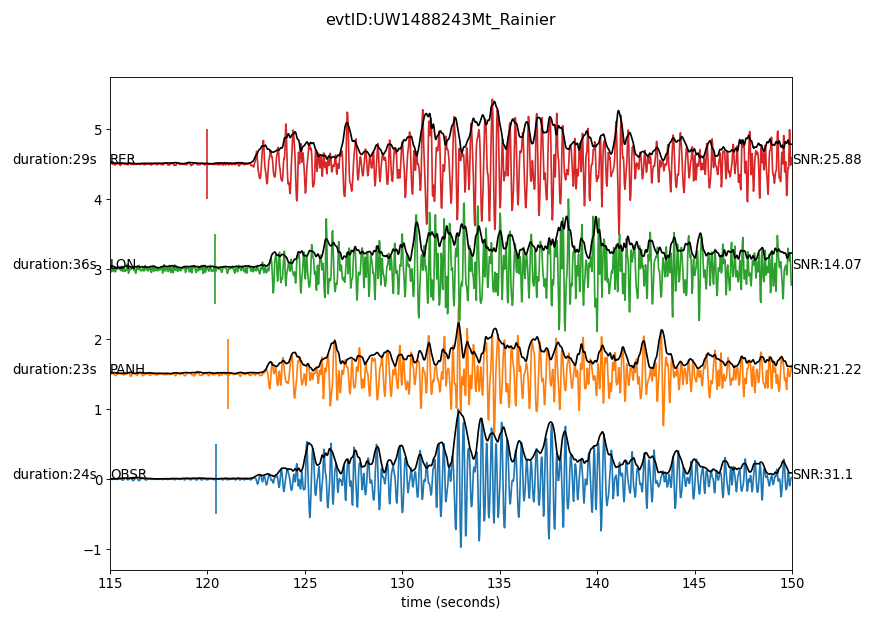 evtID:UW1488243Mt_Rainier
5
duration:29s RER SNR:25.88
4
duration:36s 3 LON SNR:14.07
2
duration:23s PANH SNR:21.22
1
duration:24s 0 OBSR SNR:31.1
−1
115 120 125 130 135 140 145 150
time (seconds)